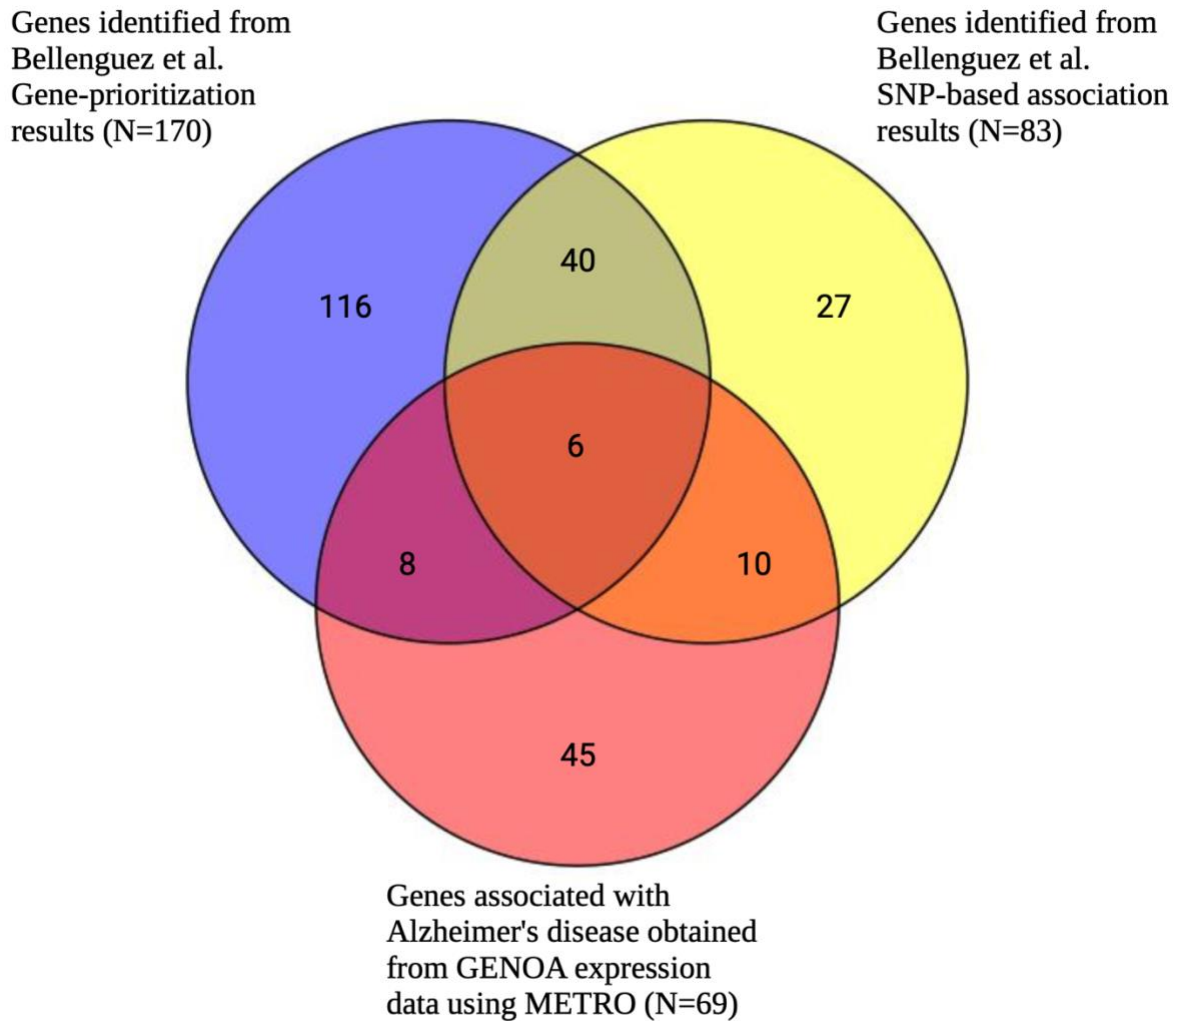 Genes identified from
Bellenguez et al.
Gene-prioritization
results (N=170)
Genes identified from
Bellenguez et al.
SNP-based association
results (N=83)
40
116
27
6
8
10
45
Genes associated with
Alzheimer's disease obtained
from GENOA expression
data using METRO (N=69)